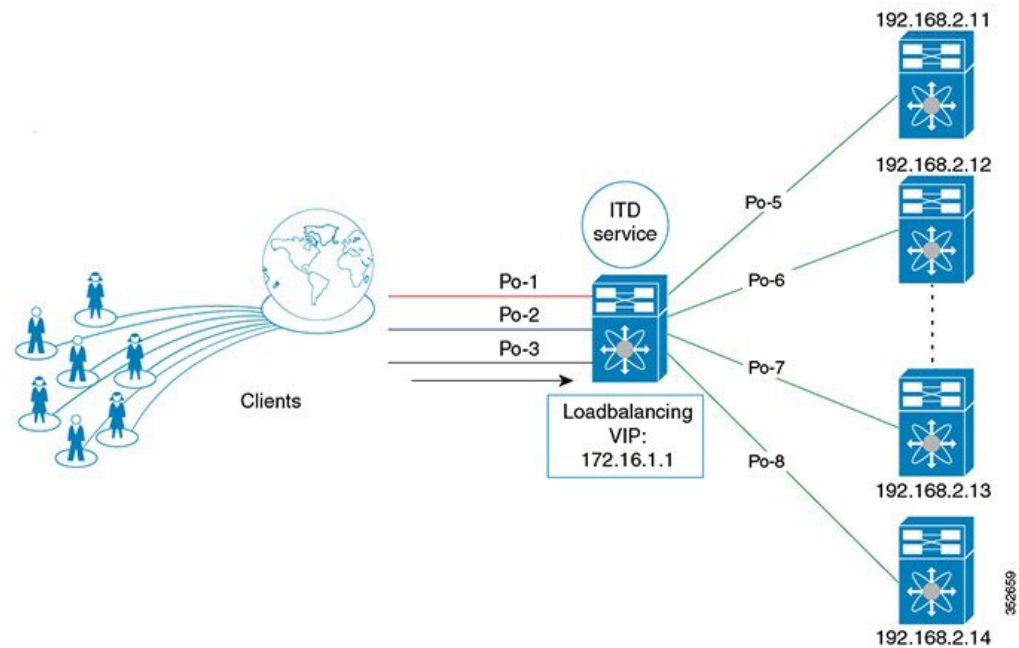 192.168.2.11
192.168.2.12
Po-5
ITD
service
Po-6
Po-1
Po-2
Po-3
Po-7
Clients
Loadbalancing
VIP:
172.16.1.1
Po-8
192.168.2.13
192.168.2.14
352659